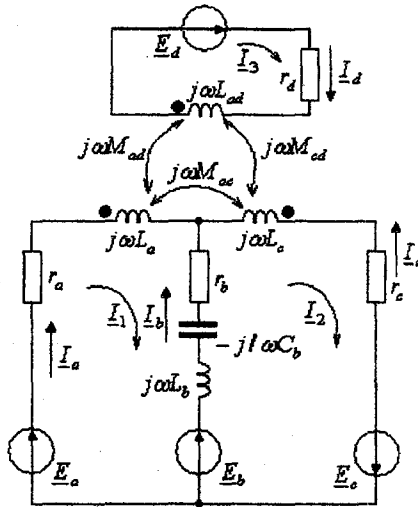 E_d
I_3
r_d
I_d
jωL_ad
jωM_ad
jωM_cd
jωM_ac
jωL_a
jωL_c
r_a
I_1
I_b
r_b
I_2
r_c
-j/ωC_b
I_a
jωL_b
E_a
E_b
E_c